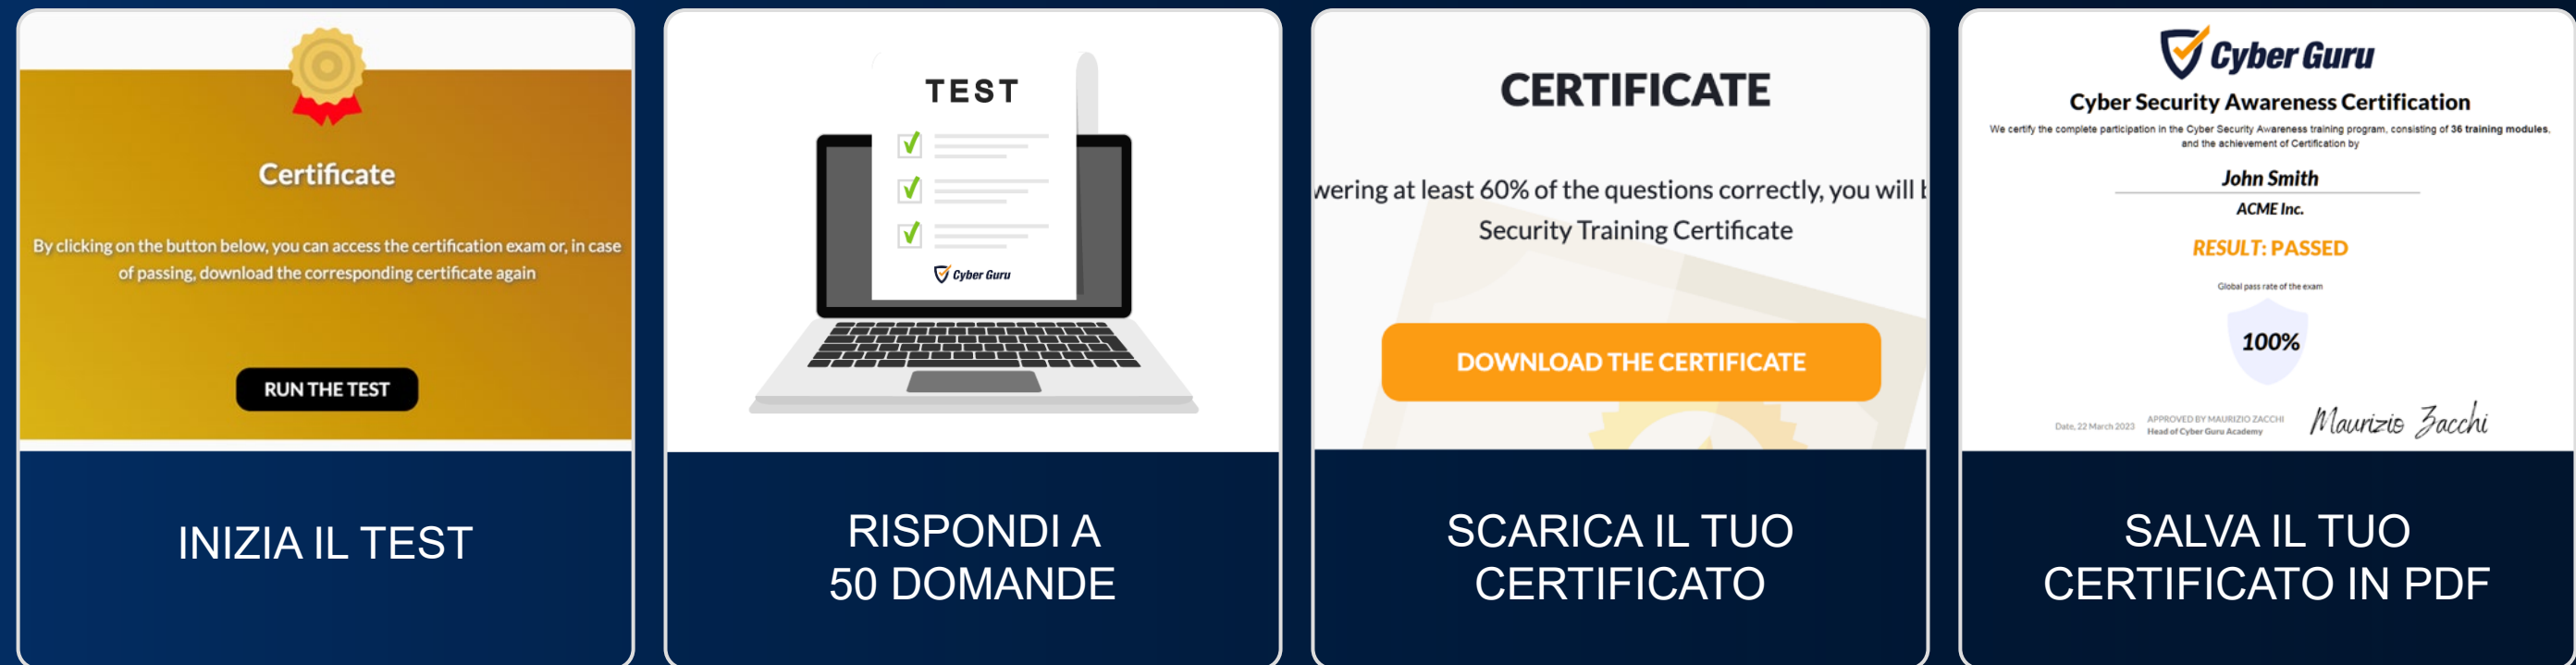 Certificate
By clicking on the button below, you can access the certification exam or, in case
of passing, download the corresponding certificate again
RUN THE TEST
INIZIA IL TEST
TEST
Cyber Guru
RISPONDI A
50 DOMANDE
CERTIFICATE
wering at least 60% of the questions correctly, you will
Security Training Certificate
DOWNLOAD THE CERTIFICATE
SCARICA IL TUO
CERTIFICATO
Cyber Guru
Cyber Security Awareness Certification
We certify the complete participation in the Cyber Security Awareness training program, consisting of 36 training modules,
and the achievement of Certification by
John Smith
ACME Inc.
RESULT: PASSED
Global pass rate of the exam
100%
Date, 22 March 2023
APPROVED BY MAURIZIO ZACCHI
Head of Cyber Guru Academy
Maurizio Zacchi
SALVA IL TUO
CERTIFICATO IN PDF